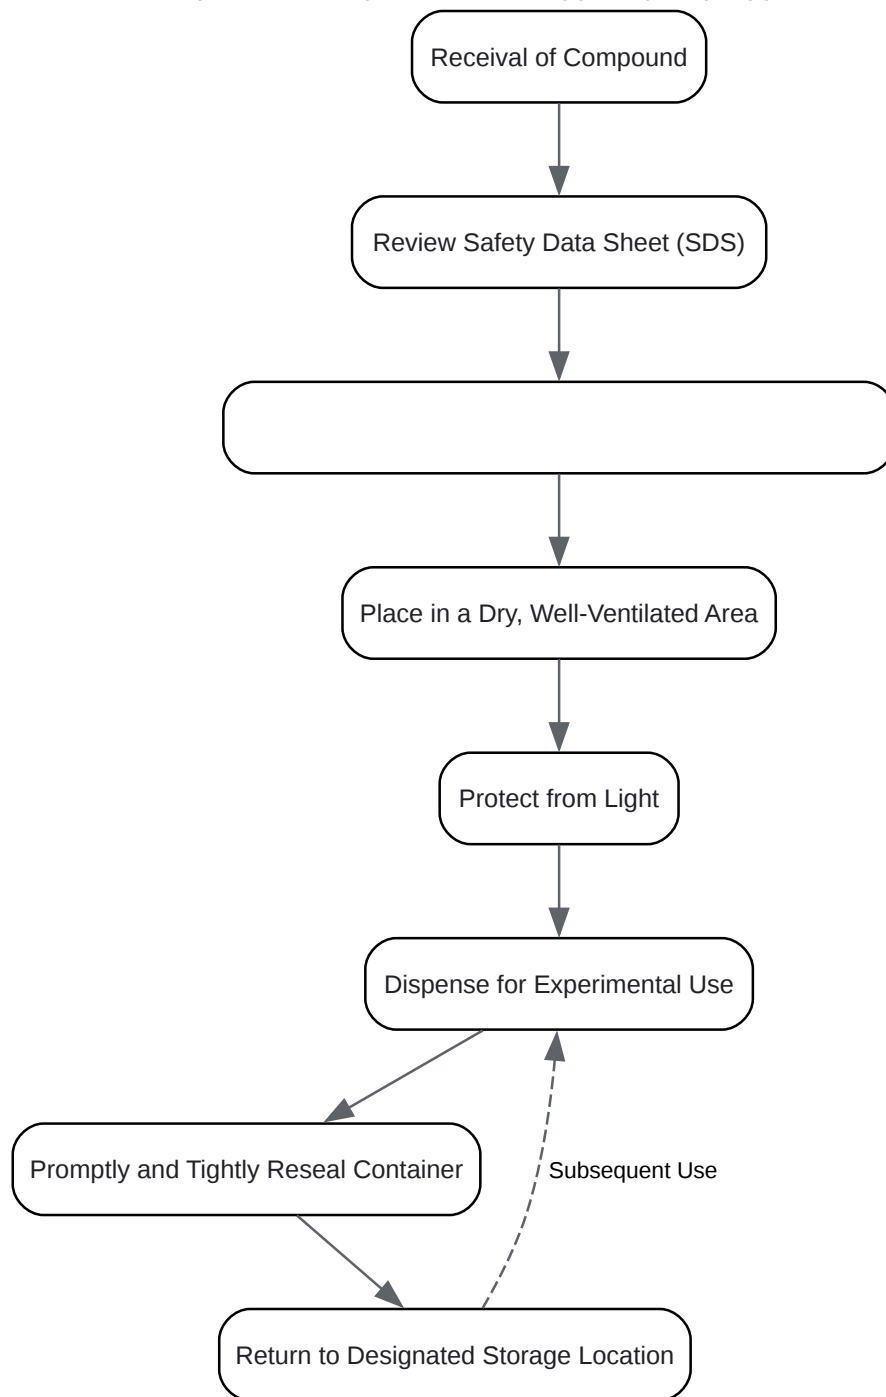 Receival of Compound
Review Safety Data Sheet (SDS)
Place in a Dry, Well-Ventilated Area
Protect from Light
Dispense for Experimental Use
Promptly and Tightly Reseal Container
Subsequent Use
Return to Designated Storage Location